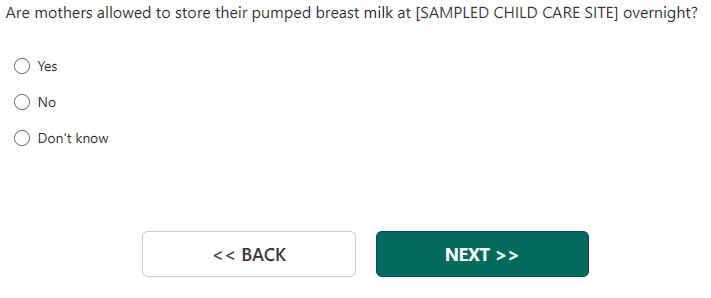 Are mothers allowed to store their pumped breast milk at [SAMPLED CHILD CARE SITE] overnight?
Yes
No
Don't know
<< BACK
NEXT >>